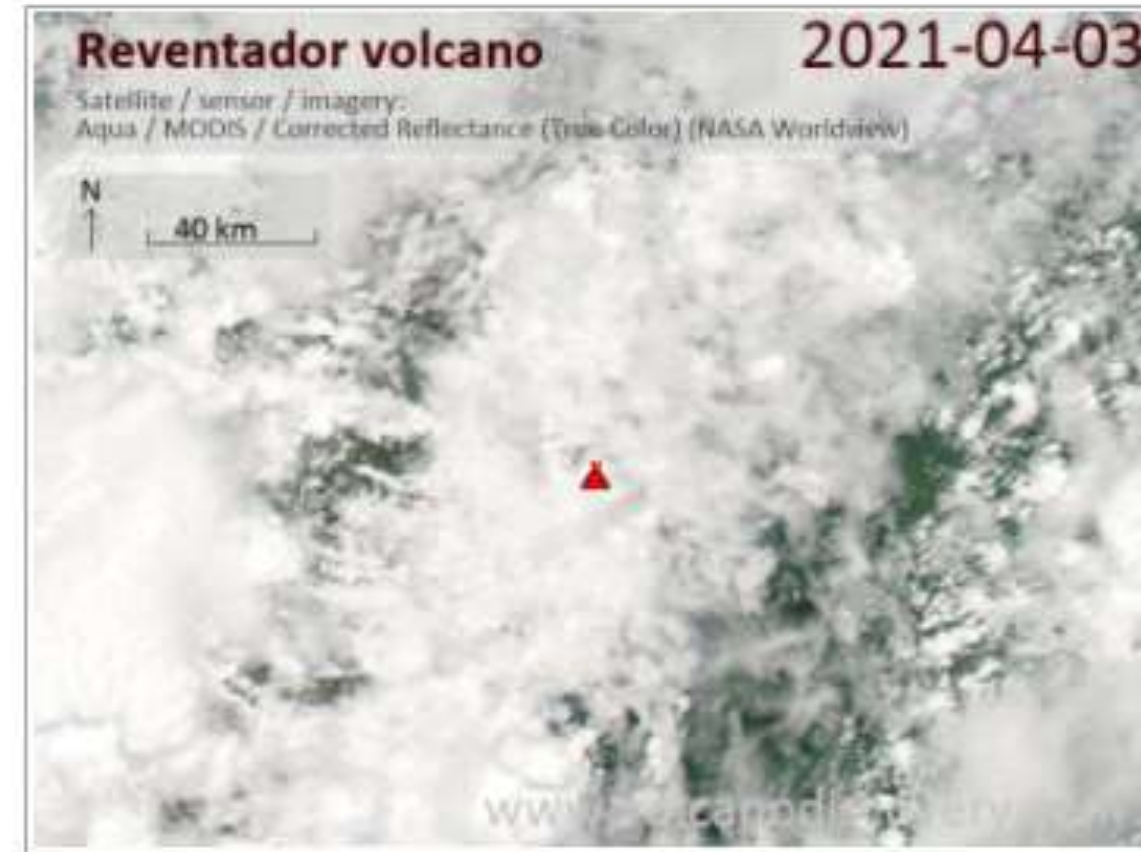 Reventador volcano
2021-04-03
Satellite / sensor / imagery:
Aqua / MODIS / Corrected Reflectance (True Color) (NASA Worldview)
N
40 km